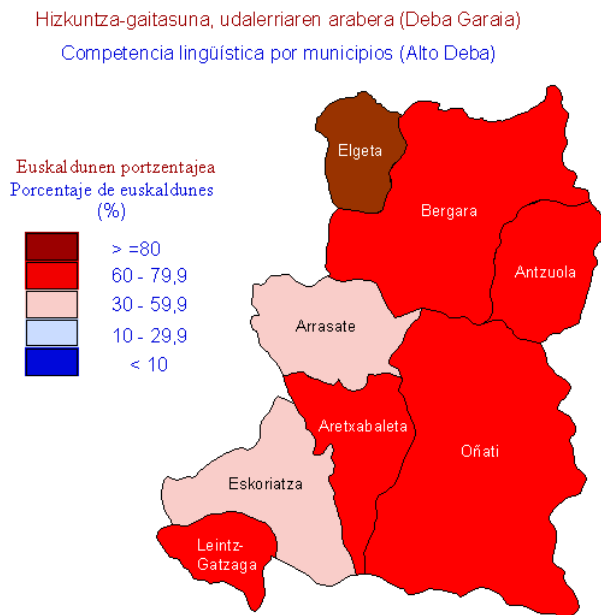 Hizkuntza-gaitasuna, udalerriaren arabera (Deba Garaia)
Competencia lingüística por municipios (Alto Deba)
Euskaldunen portzentajea
Porcentaje de euskaldunes
(%)
> =80
60 - 79,9
30 - 59,9
10 - 29,9
< 10
Elgeta
Bergara
Antzuola
Arrasate
Aretxabaleta
Oñati
Eskoriatza
Leintz-
Gatzaga